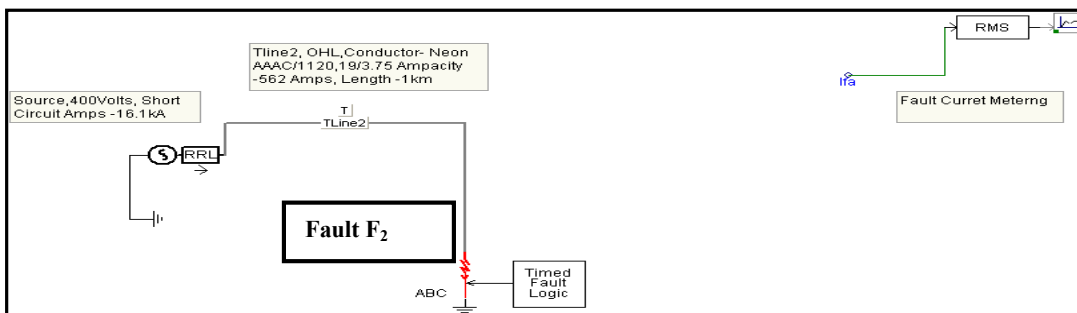 RMS
Ifa
Fault Curret Meterng
Tline2, OHL,Conductor- Neon
AAAC/1120,19/3.75 Ampacity
-562 Amps, Length -1km
Source,400Volts, Short
Circuit Amps -16.1kA
T
TLine2
RRL
Fault F₂
Timed
Fault
Logic
ABC